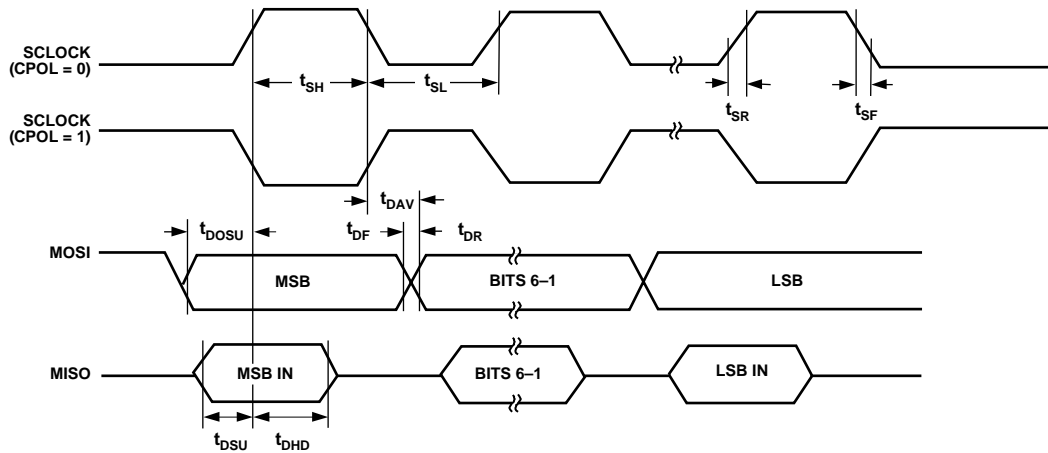 SCLOCK
(CPOL = 0)
tSH
tSL
tSR
tSF
SCLOCK
(CPOL = 1)
tDAV
tDOSU
tDF
tDR
MOSI
MSB
BITS 6–1
LSB
MISO
MSB IN
BITS 6–1
LSB IN
tDSU
tDHD